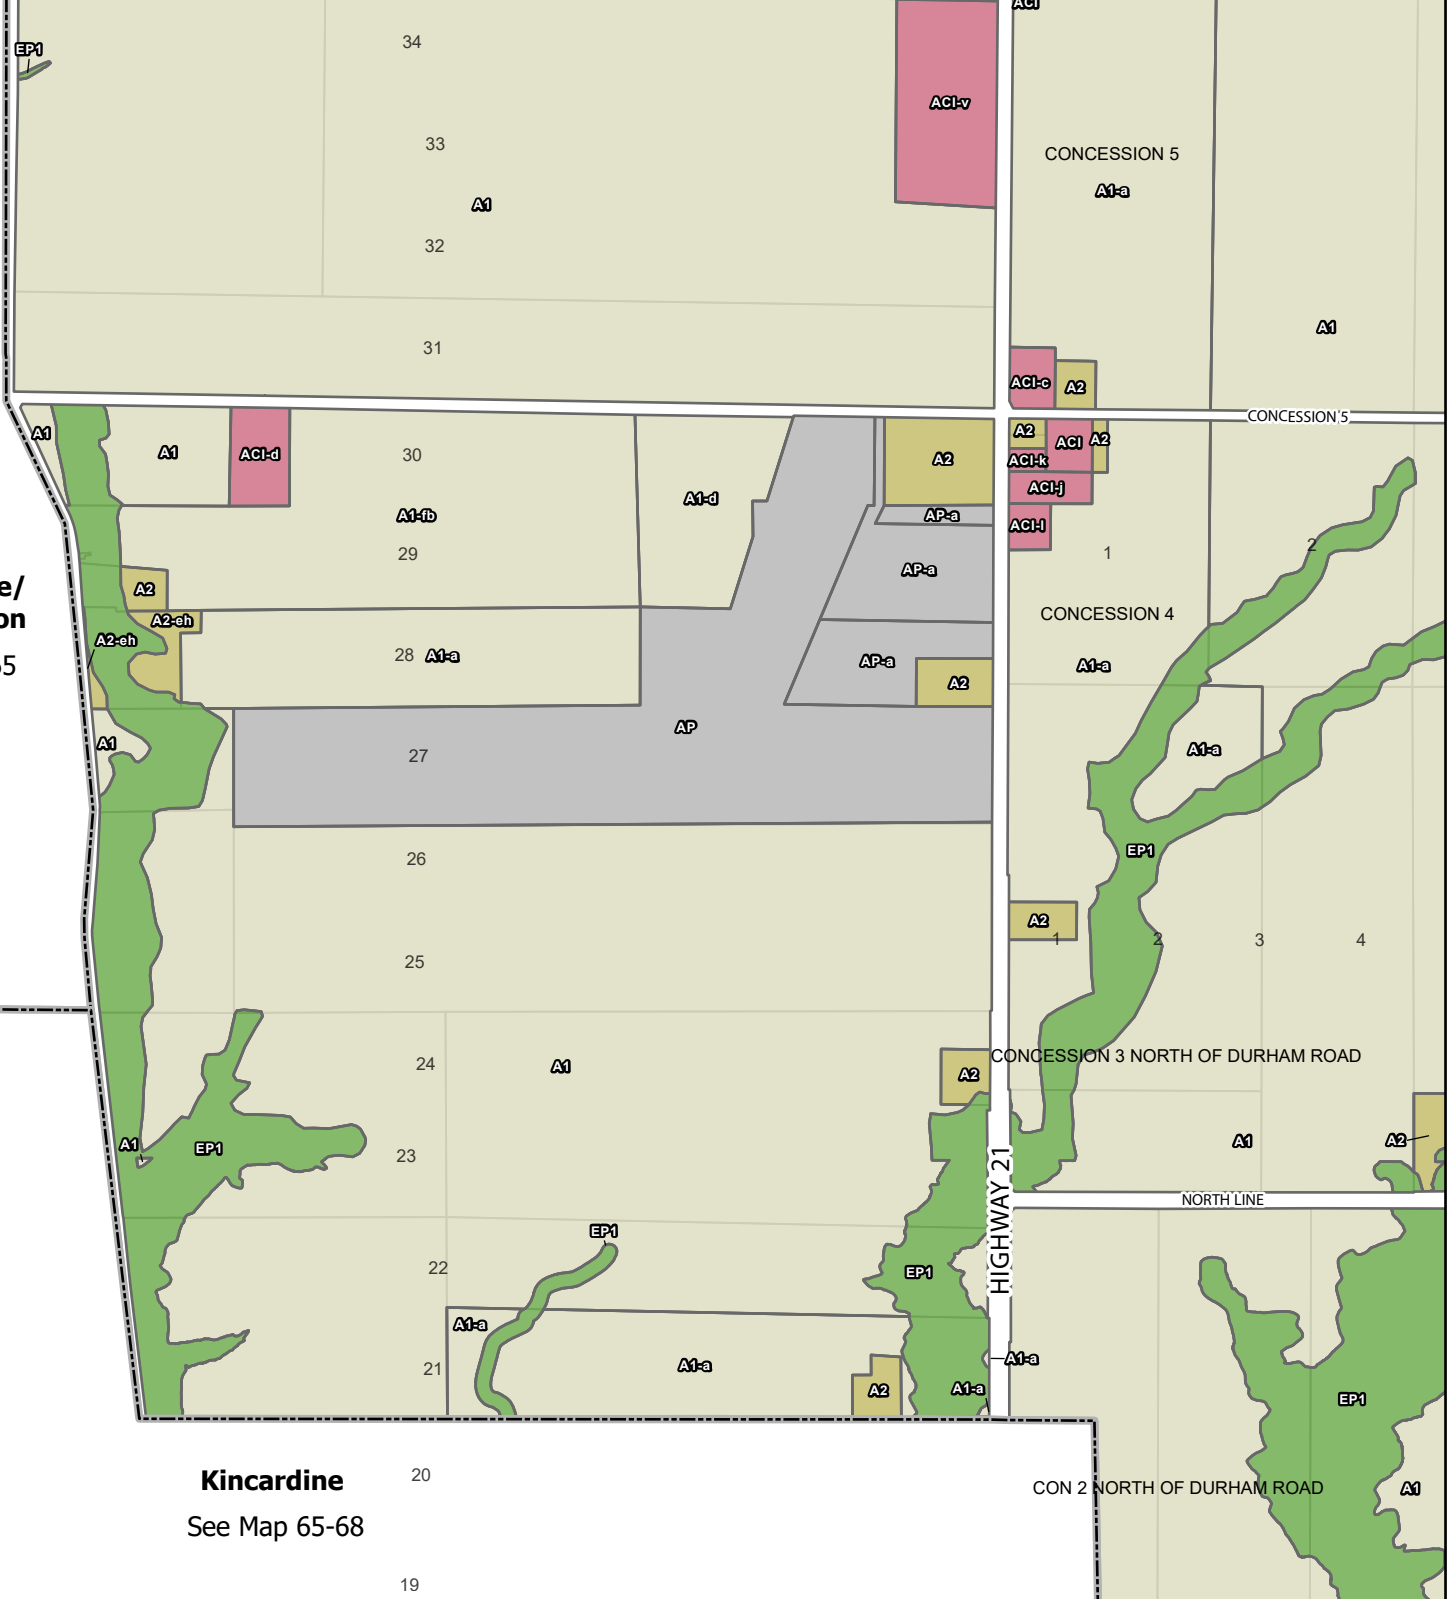 ACI
34
EP1
ACI-v
33
CONCESSION 5
A1-a
A1
32
A1
31
ACI-c
A2
CONCESSION 5
A1
A1
ACI-d
30
A2
A2
ACI
A2
ACI-k
A1-d
ACI-j
A1-fb
AP-a
ACI-l
29
1
2
AP-a
e/
A2
on
A2-eh
CONCESSION 4
A2-eh
28
A1-a
AP-a
A1-a
55
A2
AP
A1
27
A1-a
26
EP1
A2
25
1
2
3
4
24
A1
A2
CONCESSION 3 NORTH OF DURHAM ROAD
A1
EP1
23
A1
A2
HIGHWAY 21
NORTH LINE
EP1
22
EP1
A1-a
21
A1-a
A1-a
A2
A1-a
EP1
Kincardine
20
See Map 65-68
CON 2 NORTH OF DURHAM ROAD
A1
19